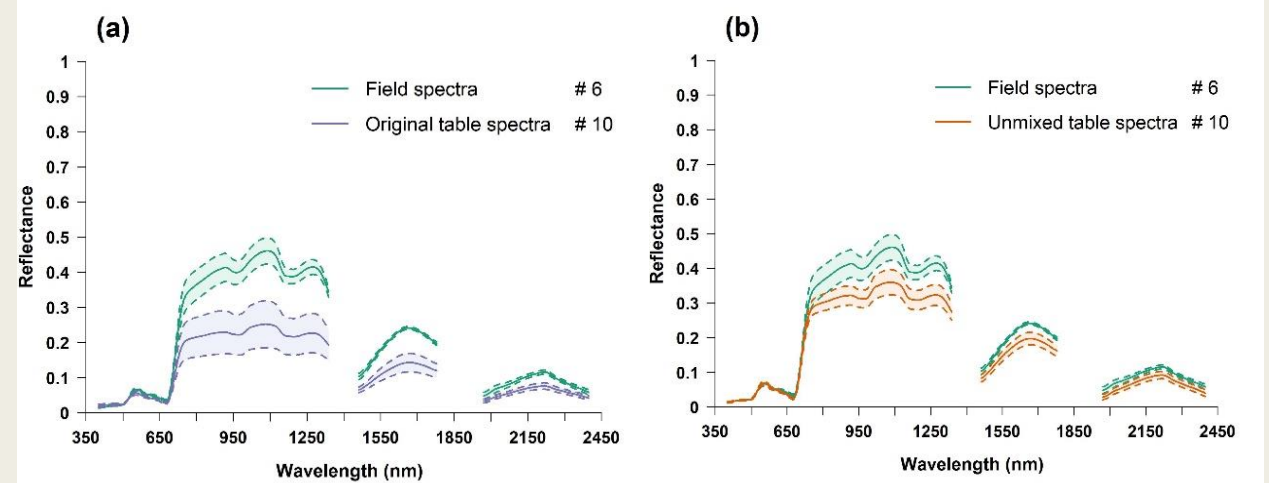 (a)
1
0.9
0.8
0.7
0.6
0.5
0.4
0.3
0.2
0.1
0
Reflectance
Field spectra # 6
Original table spectra # 10
350 650 950 1250 1550 1850 2150 2450
Wavelength (nm)
(b)
1
0.9
0.8
0.7
0.6
0.5
0.4
0.3
0.2
0.1
0
Reflectance
Field spectra # 6
Unmixed table spectra # 10
350 650 950 1250 1550 1850 2150 2450
Wavelength (nm)